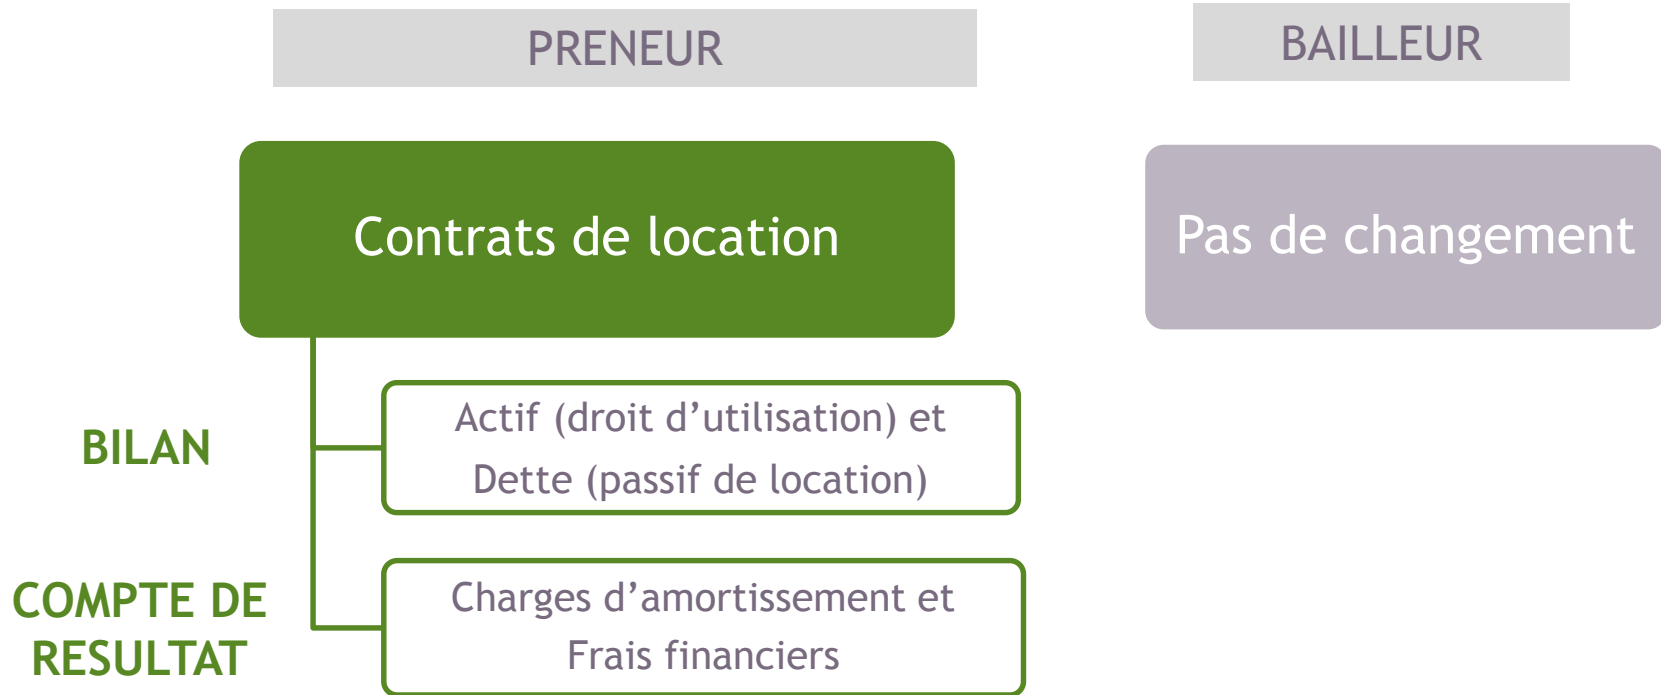 PRENEUR
BAILLEUR
Contrats de location
Pas de changement
BILAN
Actif (droit d’utilisation) et
Dette (passif de location)
COMPTE DE
RESULTAT
Charges d’amortissement et
Frais financiers